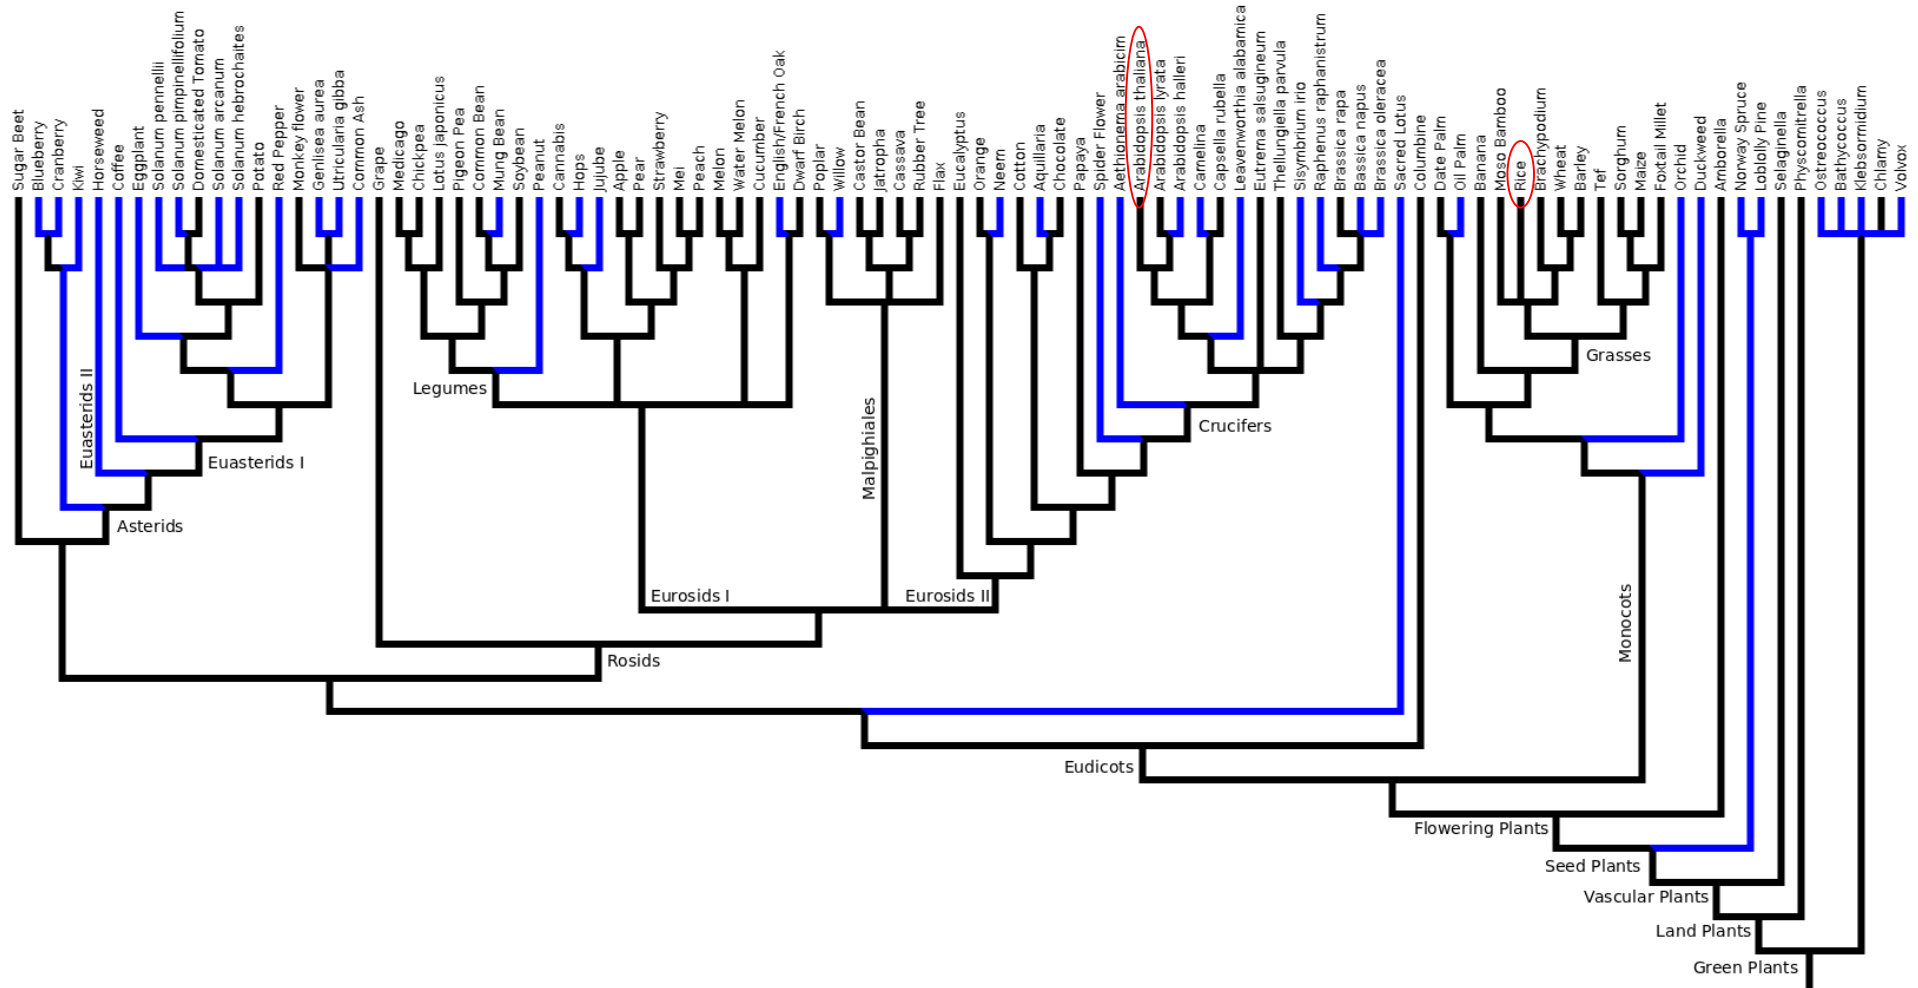 Sugar Beet
Blueberry
Cranberry
Kiwi
Horseweed
Coffee
Eggplant
Solanum pennellii
Solanum pimpinellifolium
Domesticated Tomato
Solanum arcanum
Solanum hebrochaites
Potato
Red Pepper
Monkey flower
Genlisea aurea
Utricularia gibba
Common Ash
Grape
Medicago
Chickpea
Lotus japonicus
Pigeon Pea
Common Bean
Mung Bean
Soybean
Peanut
Cannabis
Hops
Jujube
Apple
Pear
Strawberry
Mei
Peach
Melon
Water Melon
Cucumber
English/French Oak
Dwarf Birch
Poplar
Willow
Castor Bean
Jatropha
Cassava
Rubber Tree
Flax
Eucalyptus
Orange
Neem
Cotton
Aquillaria
Chocolate
Papaya
Spider Flower
Aethionema arabicim
Arabidopsis thaliana
Arabidopsis lyrata
Arabidopsis halleri
Camelina
Capsella rubella
Leavenworthia alabamica
Eutrema salsugineum
Thellungiella parvula
Sisymbrium irio
Raphenus raphanistrum
Brassica rapa
Bassica napus
Brassica oleracea
Sacred Lotus
Columbine
Date Palm
Oil Palm
Banana
Moso Bamboo
Rice
Brachypodium
Wheat
Barley
Tef
Sorghum
Maize
Foxtail Millet
Orchid
Duckweed
Amborella
Norway Spruce
Loblolly Pine
Selaginella
Physcomitrella
Ostreococcus
Bathycoccus
Klebsormidium
Chlamy
Volvox
Grasses
Legumes
Euasterids II
Malpighiales
Crucifers
Euasterids I
Asterids
Eurosids I
Eurosids II
Monocots
Rosids
Eudicots
Flowering Plants
Seed Plants
Vascular Plants
Land Plants
Green Plants